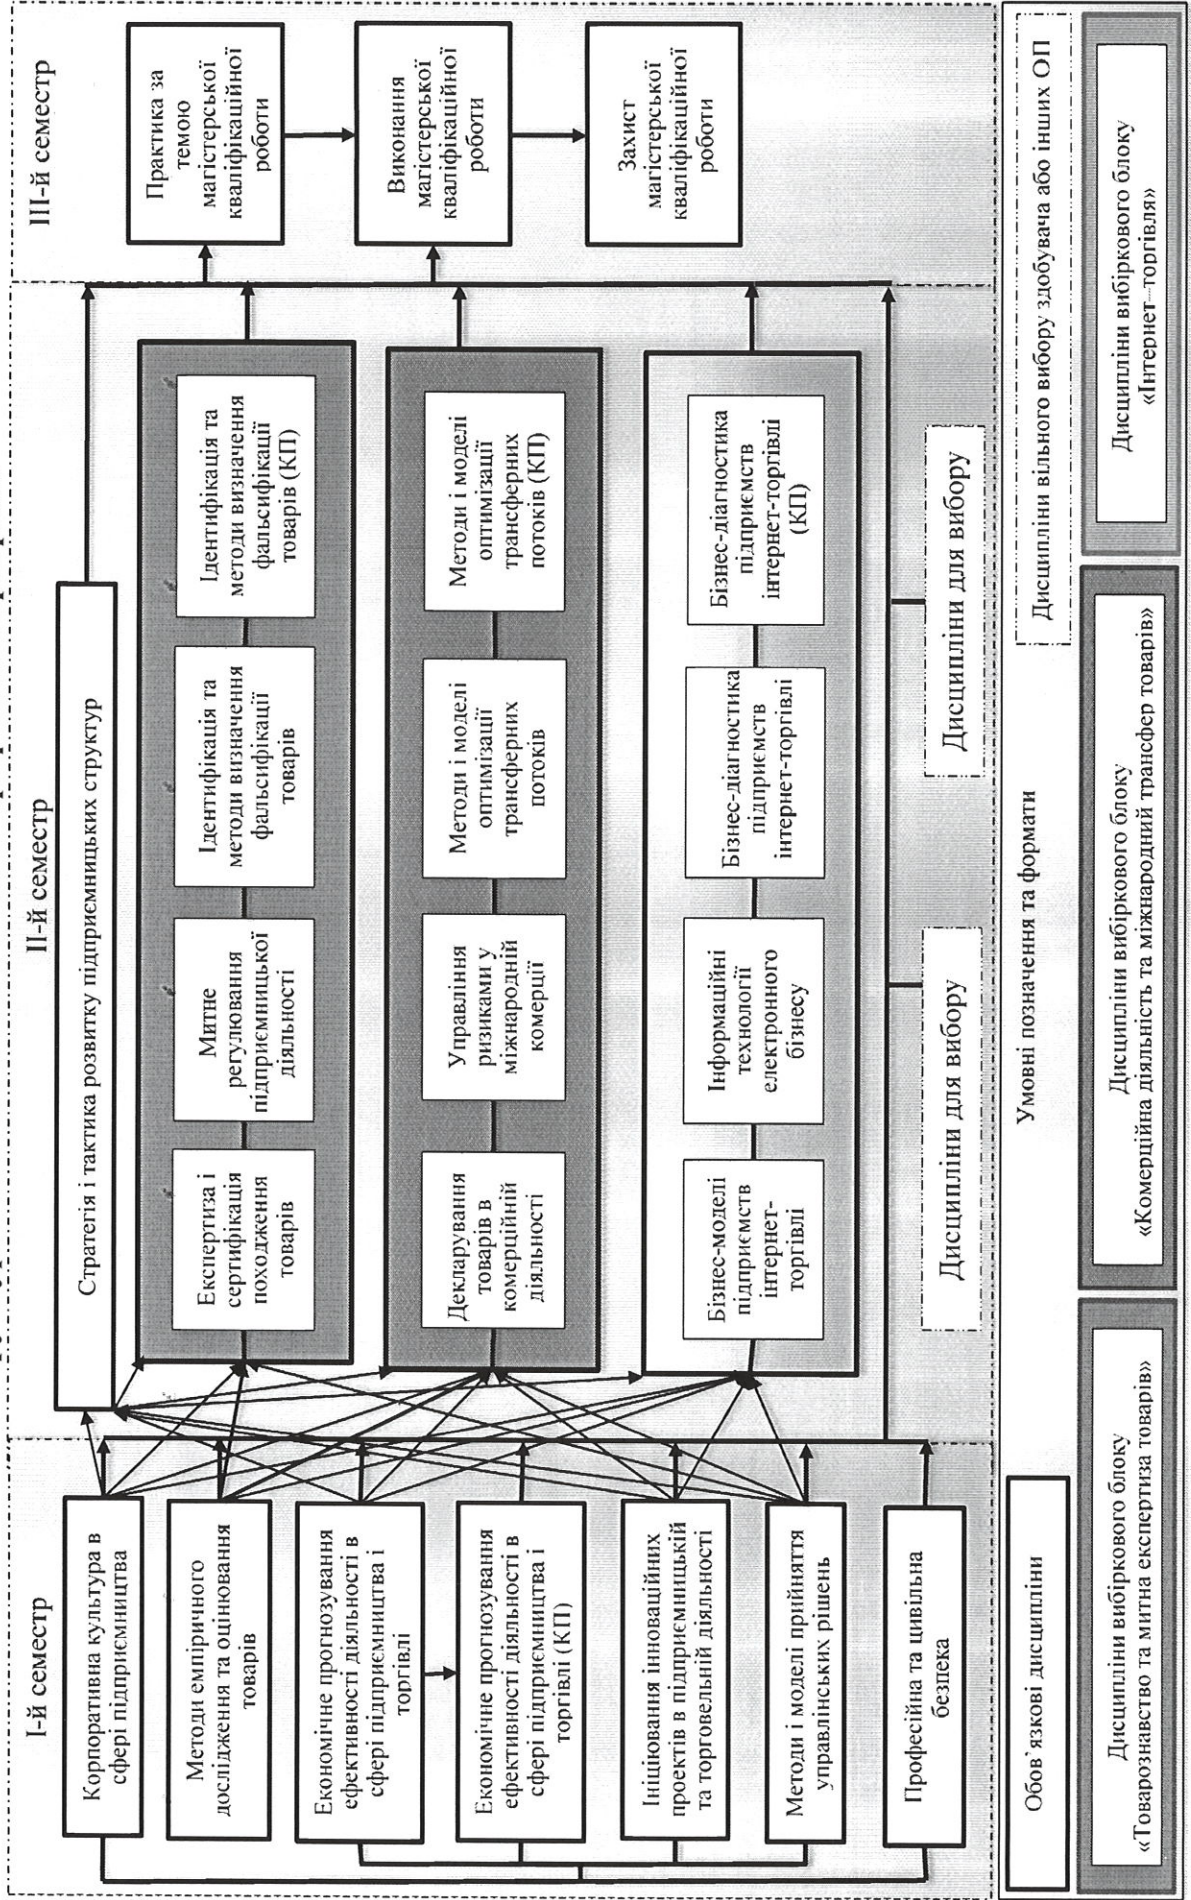 І-й семестр
ІІ-й семестр
ІІІ-й семестр
Корпоративна культура в
сфері підприємництва
Методи емпіричного
дослідження та оцінювання
товарів
Економічне прогнозування
ефективності діяльності в
сфері підприємництва і
торгівлі
Економічне прогнозування
ефективності діяльності в
сфері підприємництва і
торгівлі (КП)
Ініціювання інноваційних
проектів в підприємницькій
та торговельній діяльності
Методи і моделі прийняття
управлінських рішень
Професійна та цивільна
безпека
Стратегія і тактика розвитку підприємницьких структур
Експертиза і
сертифікація
походження
товарів
Митне
регулювання
підприємницької
діяльності
Ідентифікація та
методи визначення
фальсифікації
товарів
Ідентифікація та
методи визначення
фальсифікації
товарів (КП)
Декларування
товарів в
комерційній
діяльності
Управління
ризиками у
міжнародній
комерції
Методи і моделі
оптимізації
трансферних
потоків
Методи і моделі
оптимізації
трансферних
потоків (КП)
Бізнес-моделі
підприємств
інтернет-
торгівлі
Інформаційні
технології
електронного
бізнесу
Бізнес-діагностика
підприємств
інтернет-торгівлі
Бізнес-діагностика
підприємств
інтернет-торгівлі
(КП)
Дисципліни для вибору
Дисципліни для вибору
Практика за
темою
магістерської
кваліфікаційної
роботи
Виконання
магістерської
кваліфікаційної
роботи
Захист
магістерської
кваліфікаційної
роботи
Умовні позначення та формати
Обов`язкові дисципліни
Дисципліни вільного вибору здобувача або інших ОП
Дисципліни вибіркового блоку
«Товарознавство та митна експертиза товарів»
Дисципліни вибіркового блоку
«Комерційна діяльність та міжнародний трансфер товарів»
Дисципліни вибіркового блоку
«Інтернет–торгівля»